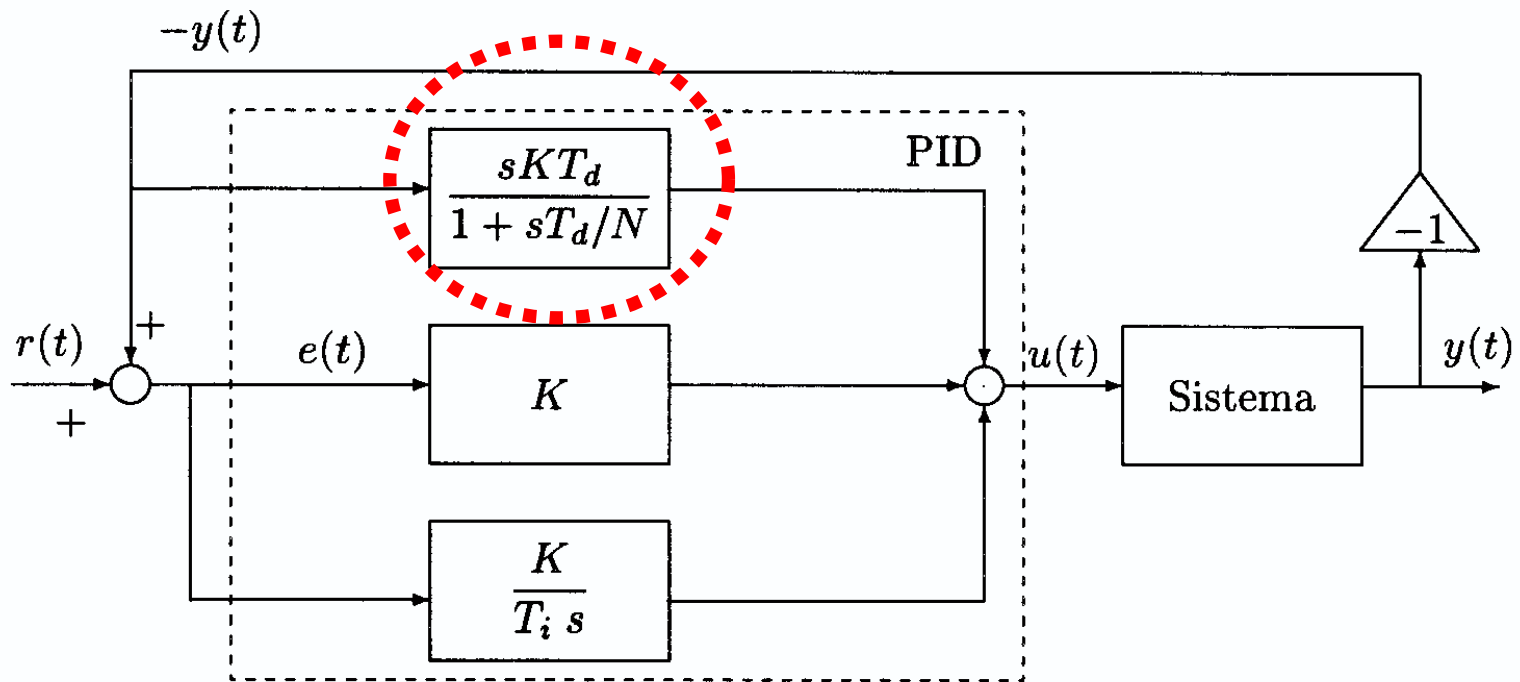 −y(t)
PID
sKT_d
1 + sT_d/N
−1
+
r(t)
+
e(t)
K
u(t)
Sistema
y(t)
K
T_i s